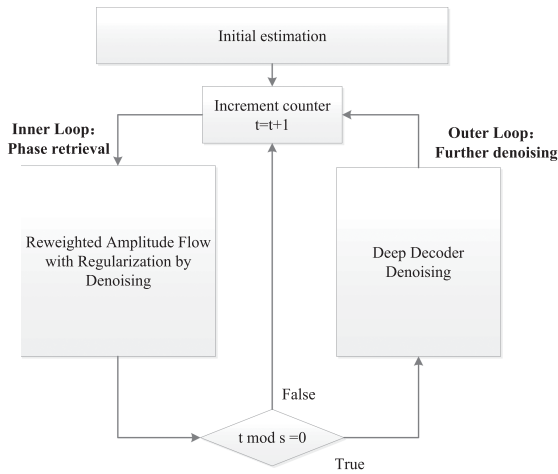 Initial estimation
Increment counter
t=t+1
Inner Loop：
Phase retrieval
Outer Loop：
Further denoising
Reweighted Amplitude Flow
with Regularization by
Denoising
Deep Decoder
Denoising
False
t mod s =0
True